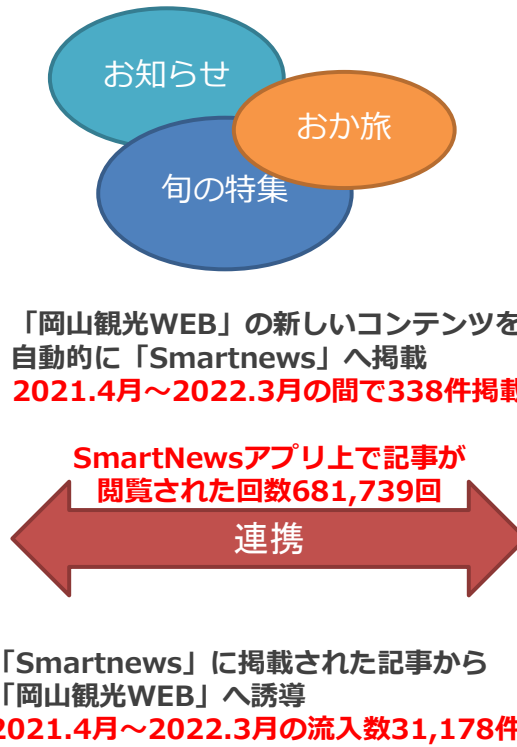 お知らせ
おか旅
旬の特集
「岡山観光WEB」の新しいコンテンツを
自動的に「Smartnews」へ掲載
2021.4月～2022.3月の間で338件掲載
SmartNewsアプリ上で記事が
閲覧された回数681,739回
連携
「Smartnews」に掲載された記事から
「岡山観光WEB」へ誘導
2021.4月～2022.3月の流入数31,178件